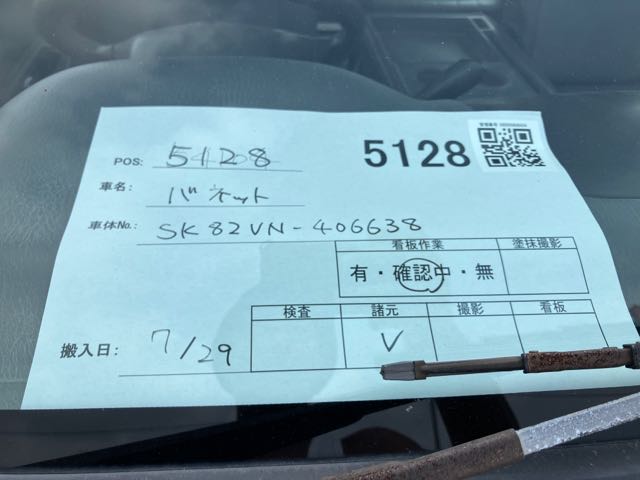 5128
POS: 54208
車名: バネット
車体No.: SK82VN-406638
看板作業 塗抹撮影
有・確認中・無
検査 諸元 撮影 看板
V
搬入日: 7/29